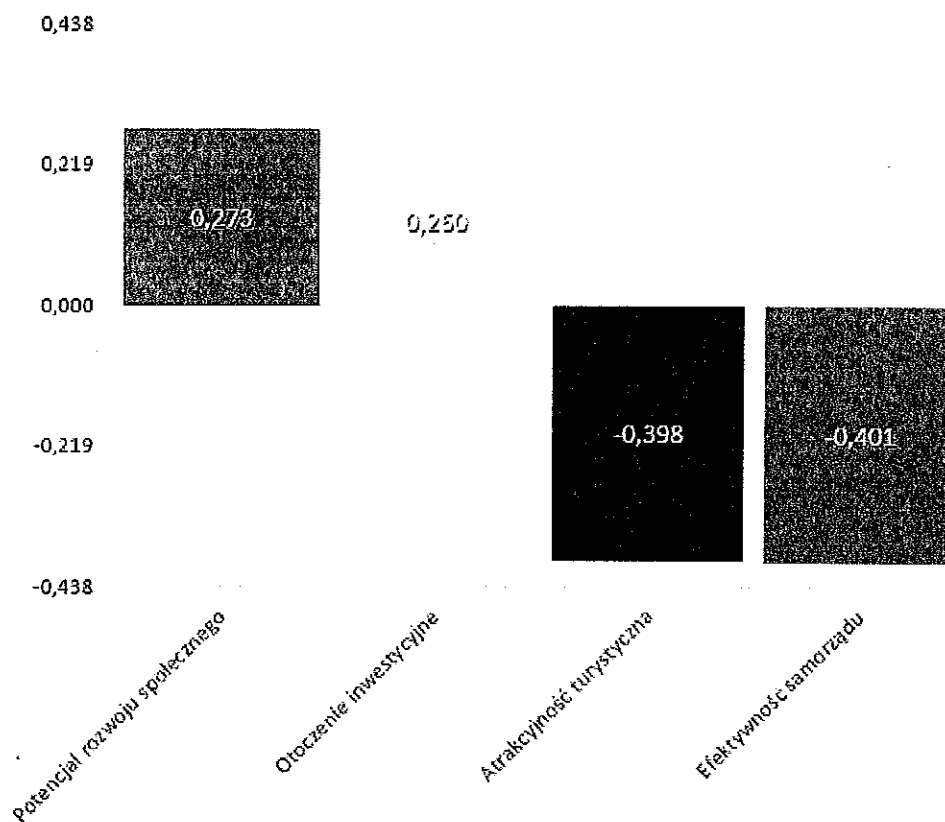 0,438
0,219
0,273
0,260
0,000
-0,219
-0,398
-0,401
-0,438
Potencjał rozwoju społecznego
Otoczenie inwestycyjne
Atrakcyjność turystyczna
Efektywność samorządu